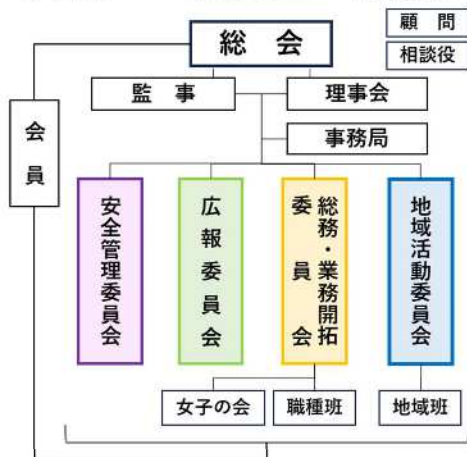 顧問
総会
相談役
監事
理事会
会員
事務局
安全管理委員会
広報委員会
総務・業務開拓
委員会
地域活動委員会
女子の会
職種班
地域班